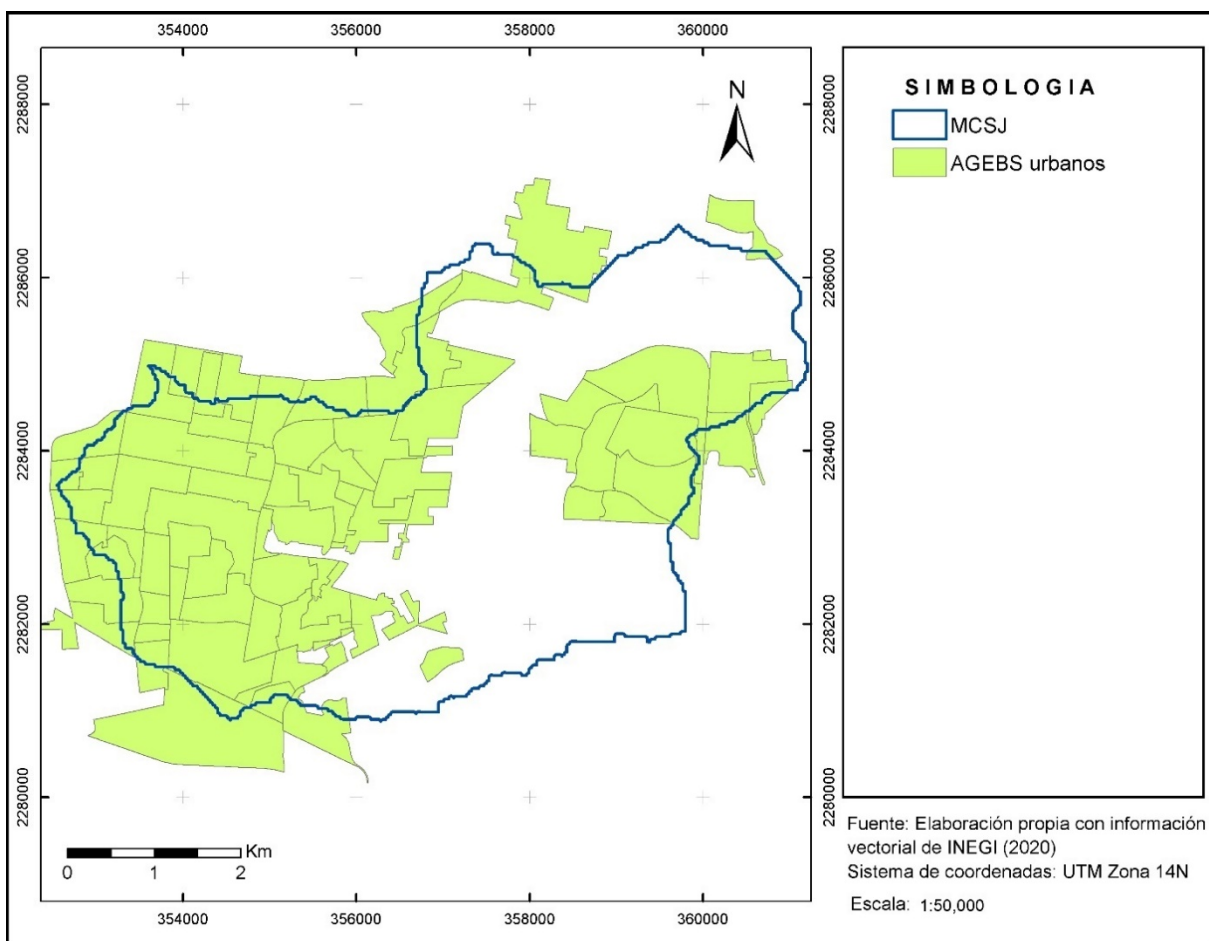 354000 356000 358000 360000
2288000 2288000
2286000 2286000
2284000 2284000
2282000 2282000
2280000 2280000
N
Km
0 1 2
354000 356000 358000 360000
SIMBOLOGIA
MCSJ
AGEBS urbanos
Fuente: Elaboración propia con información
vectorial de INEGI (2020)
Sistema de coordenadas: UTM Zona 14N
Escala: 1:50,000